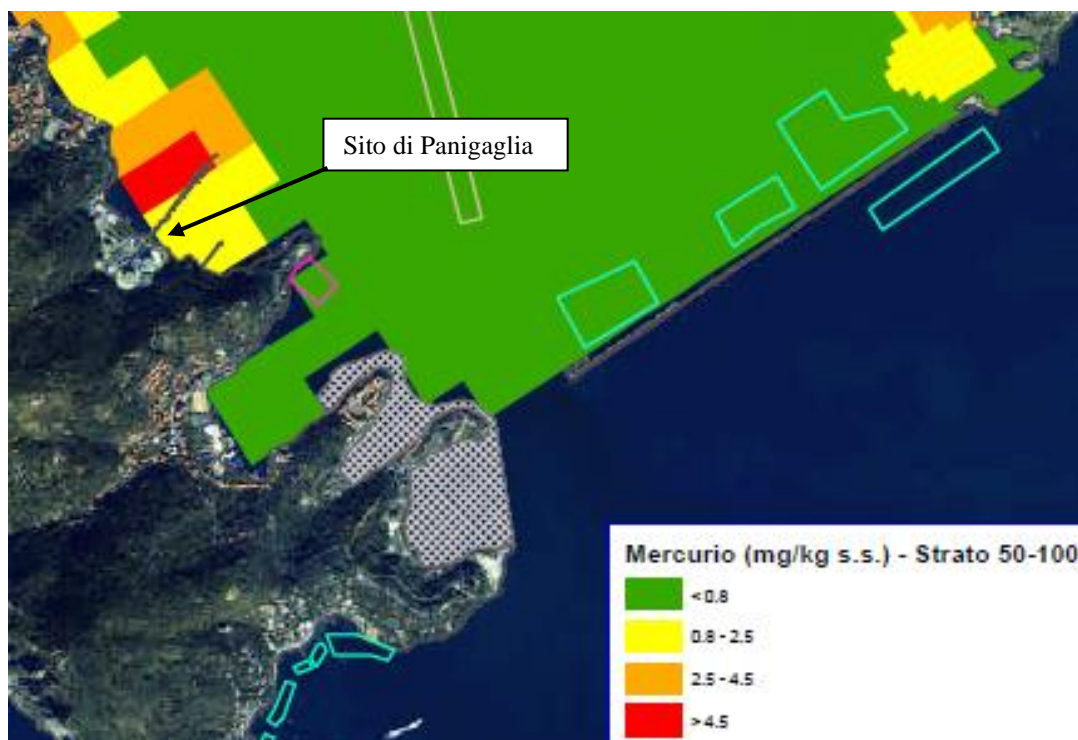 Sito di Panigaglia
Mercurio (mg/kg s.s.) - Strato 50-100
<0.8
0.8 - 2.5
2.5 - 4.5
>4.5